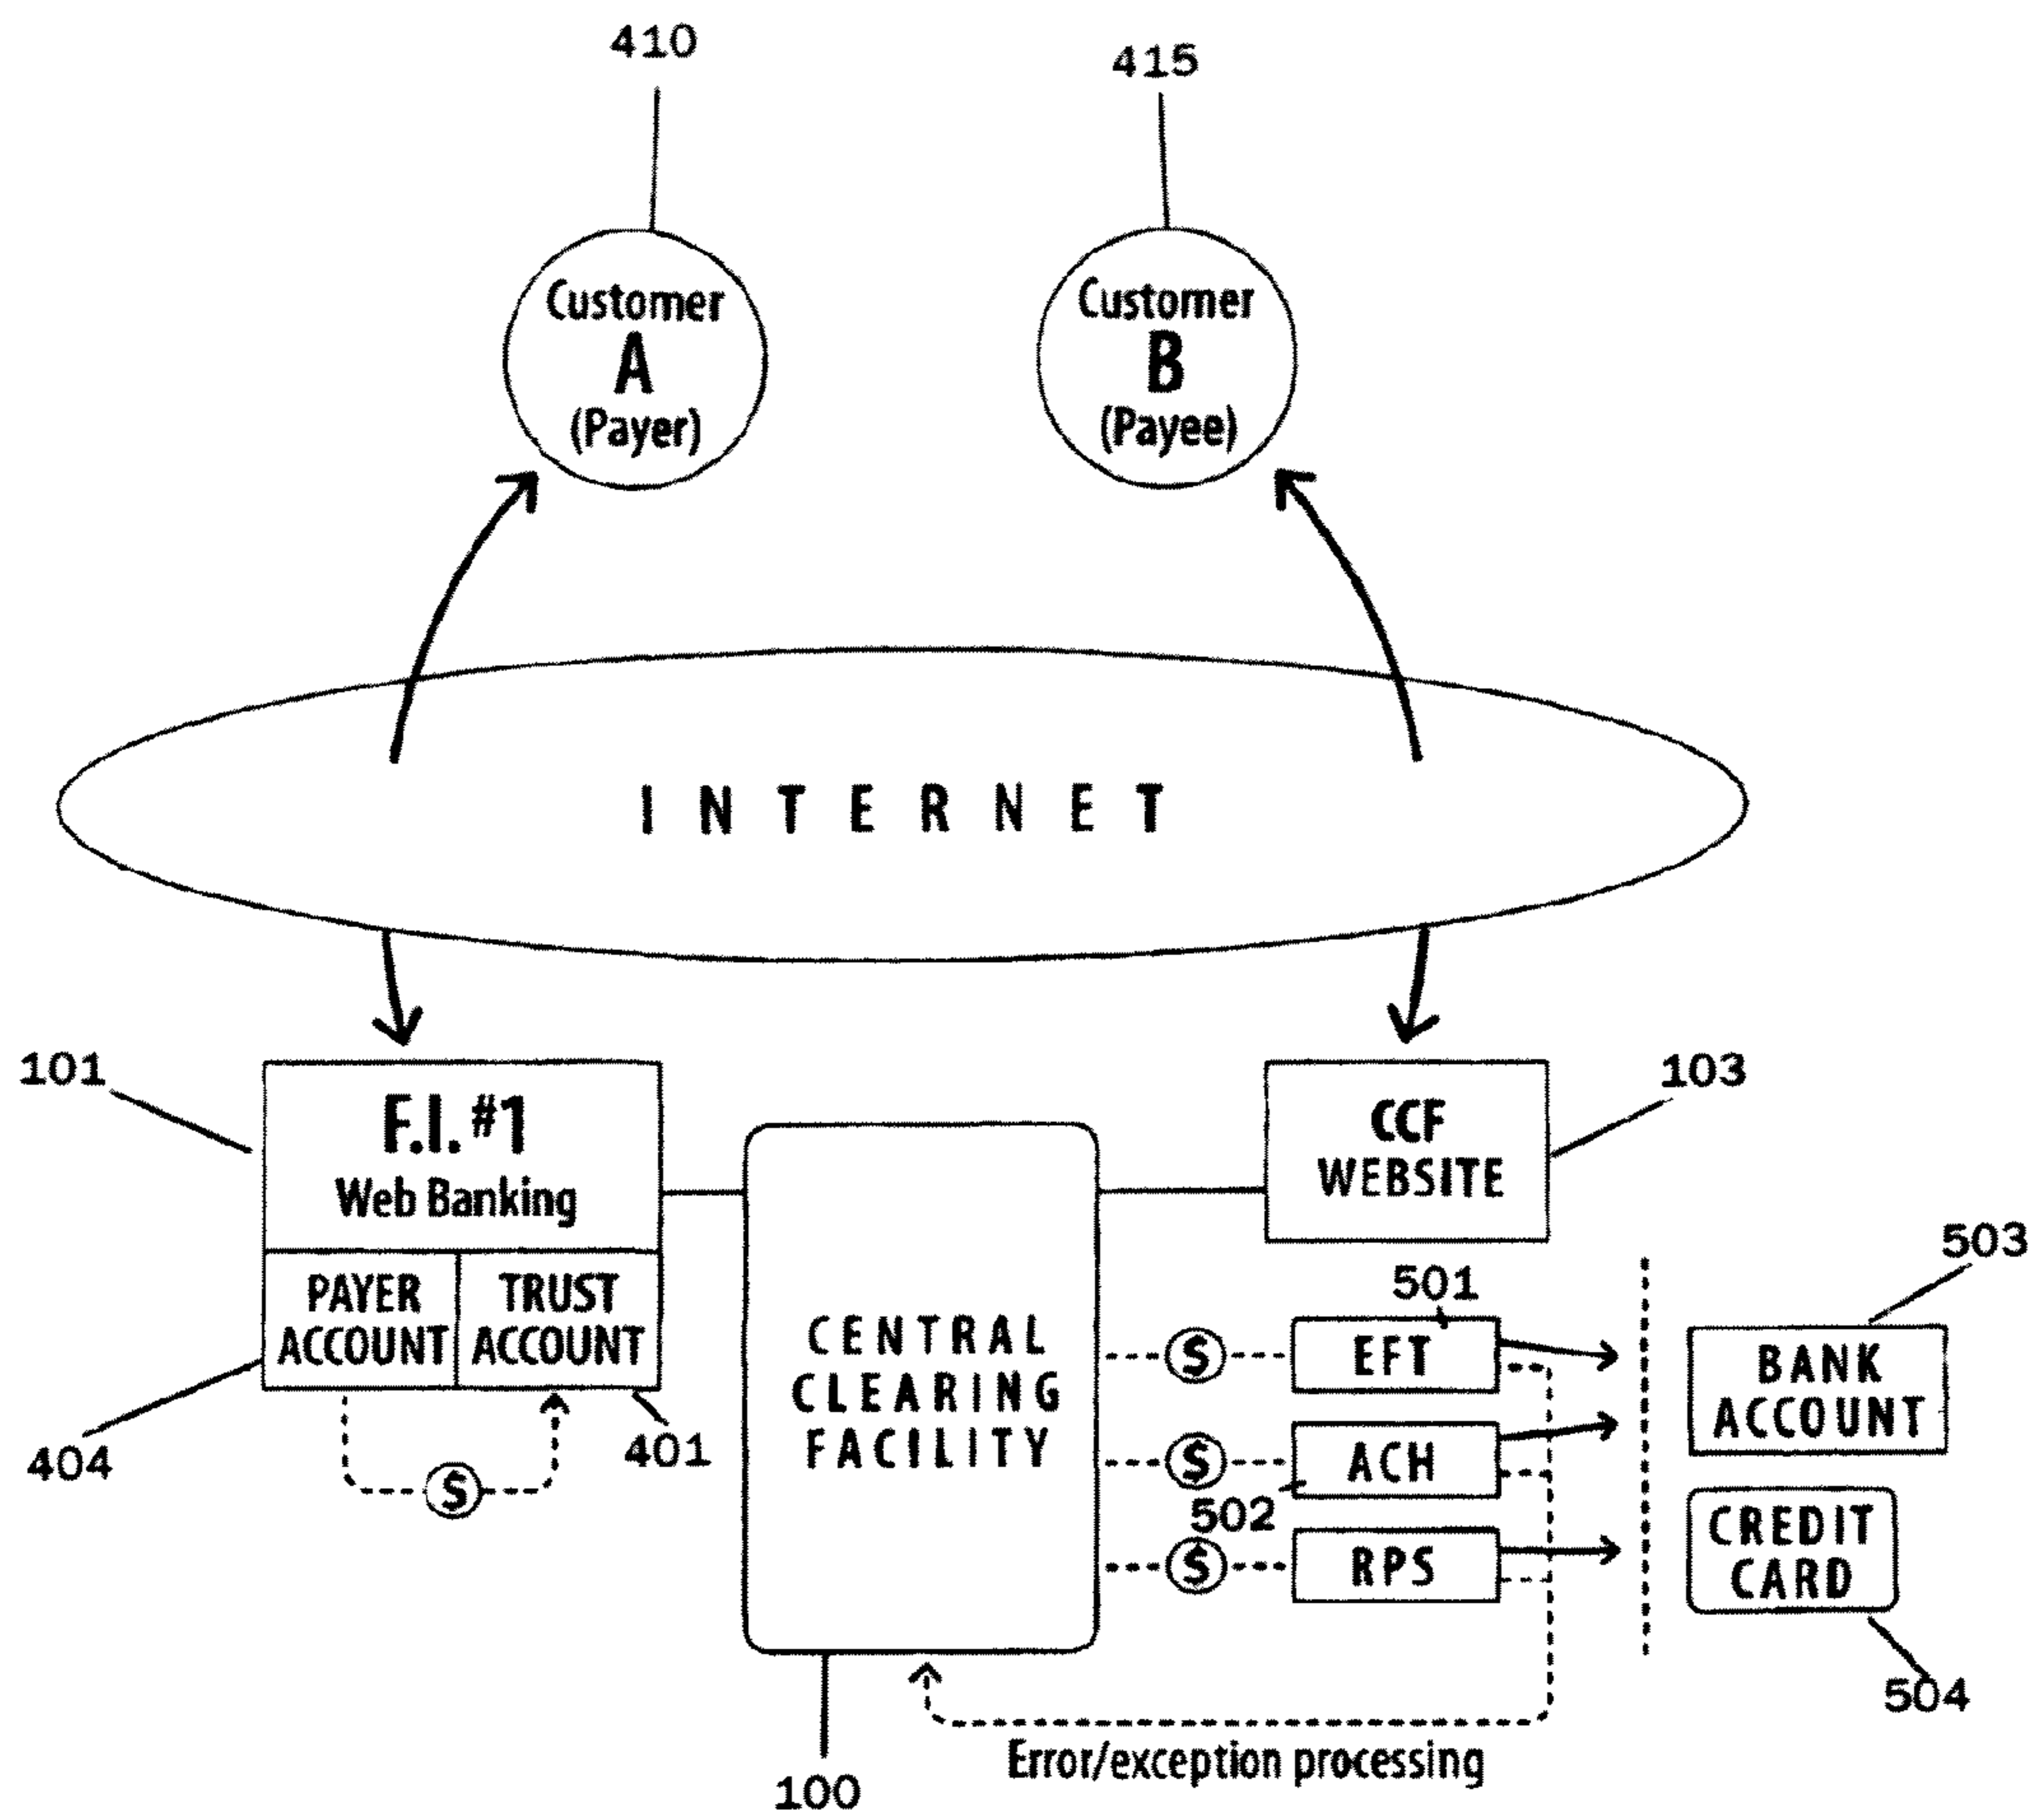 410
415
Customer
A
(Payer)
Customer
B
(Payee)
INTERNET
101
F.I. #1
Web Banking
PAYER
ACCOUNT
TRUST
ACCOUNT
404
401
$
CENTRAL
CLEARING
FACILITY
100
CCF
WEBSITE
103
501
$
EFT
$
ACH
502
$
RPS
503
BANK
ACCOUNT
CREDIT
CARD
504
Error/exception processing